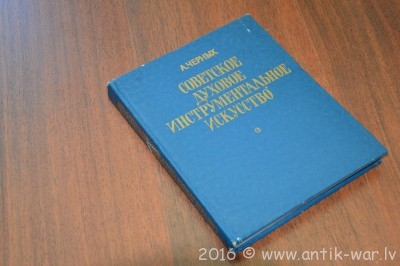 А. ЧЕРНЫХ
СОВЕТСКОЕ
ДУХОВОЕ
ИНСТРУМЕНТАЛЬНОЕ
ИСКУССТВО
2016 © www.antik-war.lv